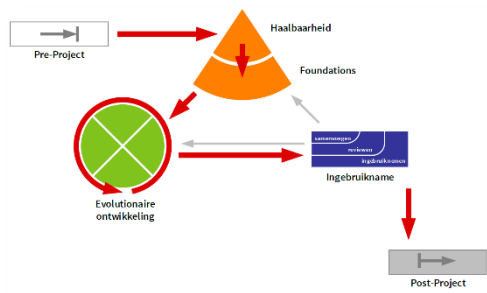 Haalbaarheid
Pre-Project
Foundations
samenvoegen
reviewen
ingebruiknemen
Ingebruikname
Evolutionaire
ontwikkeling
Post-Project